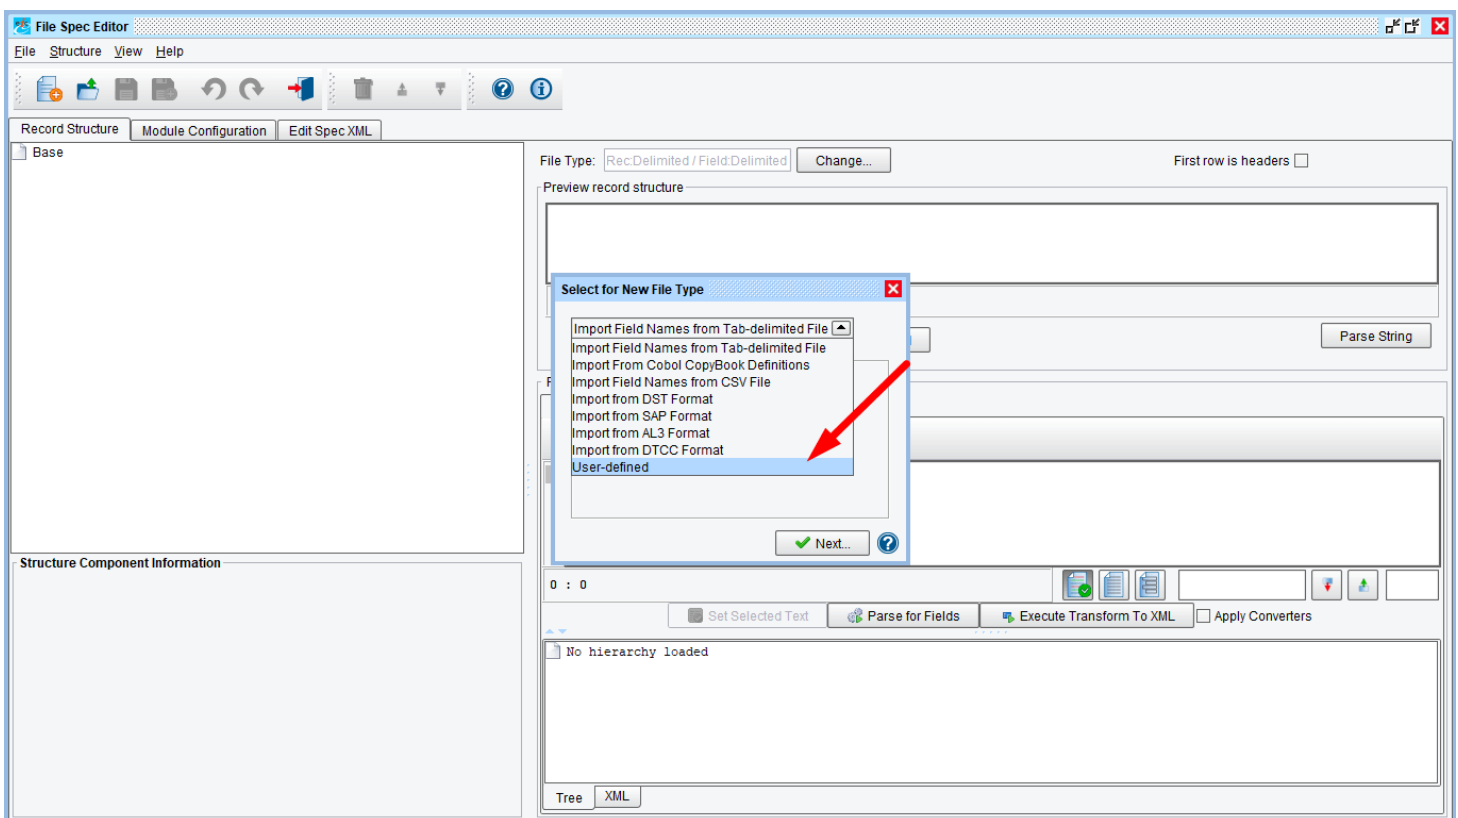 File Spec Editor
File Structure View Help
Record Structure Module Configuration Edit Spec XML
Base
File Type: Rec:Delimited / Field:Delimited Change... First row is headers
Preview record structure
Select for New File Type
Import Field Names from Tab-delimited File
Import Field Names from Tab-delimited File
Import From Cobol CopyBook Definitions
Import Field Names from CSV File
Import from DST Format
Import from SAP Format
Import from AL3 Format
Import from DTCC Format
User-defined
Next...
Parse String
Structure Component Information
0 : 0
Set Selected Text Parse for Fields Execute Transform To XML Apply Converters
No hierarchy loaded
Tree XML